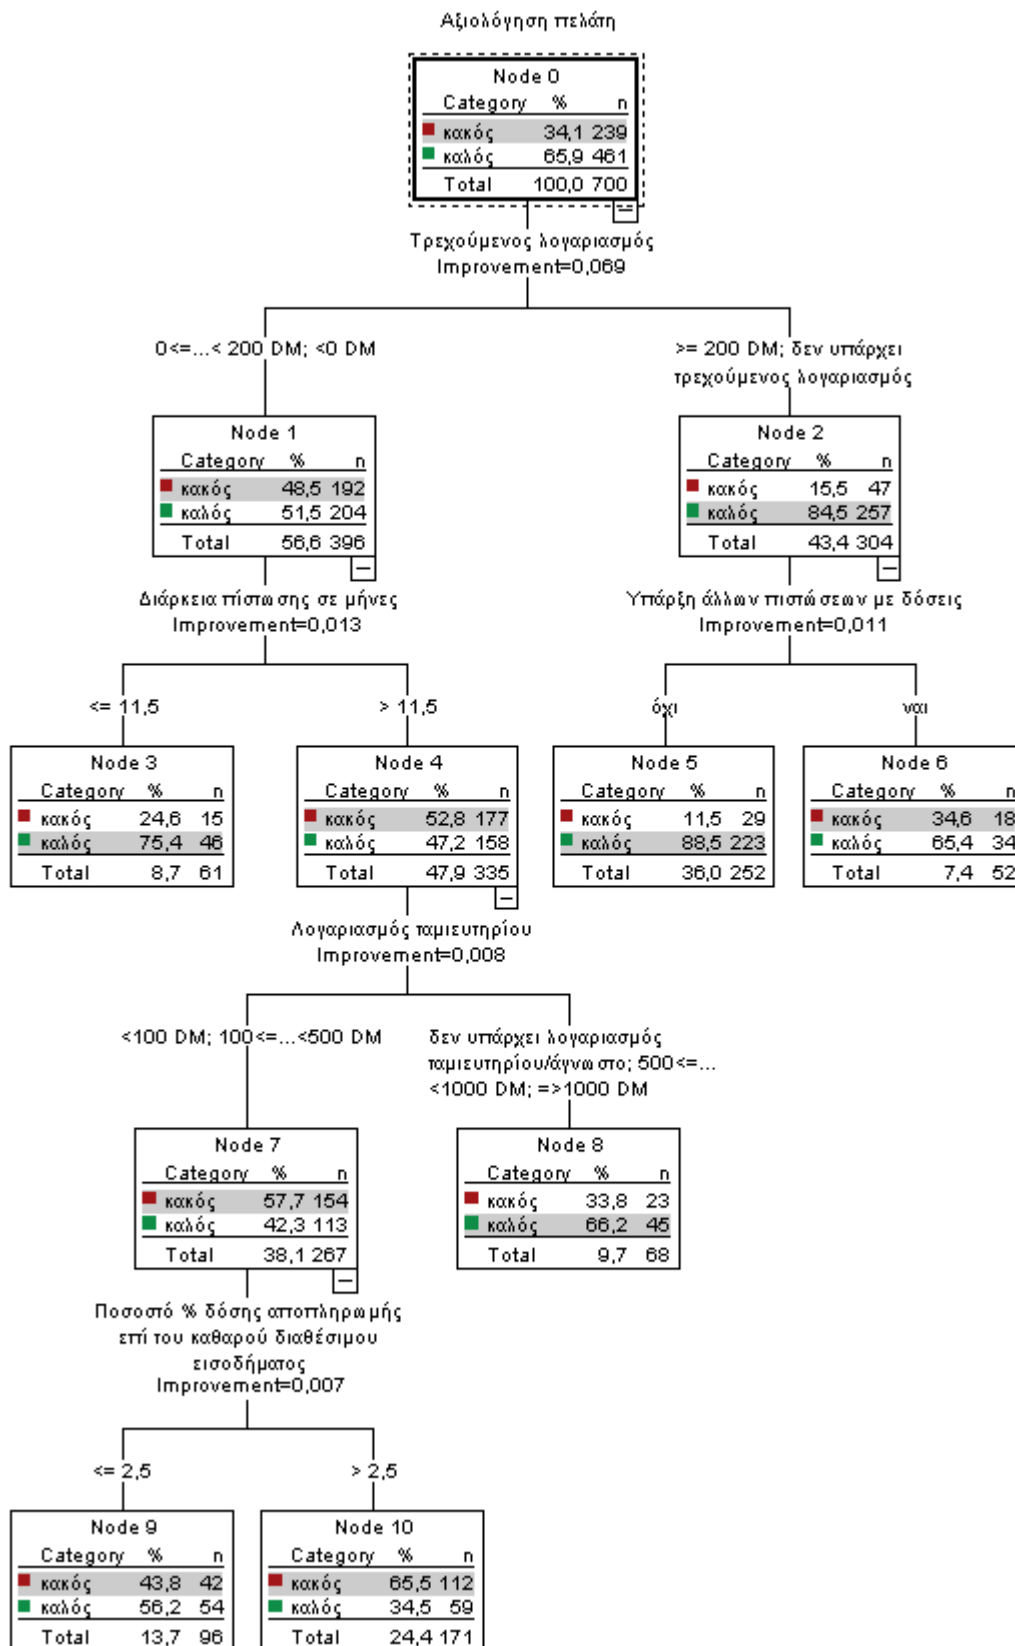 Αξιολόγηση πελάτη
Node 0
Category % n
κακός 34,1 239
καλός 65,9 461
Total 100,0 700
Τρεχούμενος λογαριασμός
Improvement=0,069
0<=...< 200 DM; <0 DM
>= 200 DM; δεν υπάρχει
τρεχούμενος λογαριασμός
Node 1
Category % n
κακός 48,5 192
καλός 51,5 204
Total 56,6 396
Node 2
Category % n
κακός 15,5 47
καλός 84,5 257
Total 43,4 304
Διάρκεια πίστωσης σε μήνες
Improvement=0,013
Υπάρξη άλλων πιστώσεων με δόσεις
Improvement=0,011
<= 11,5
> 11,5
όχι
ναι
Node 3
Category % n
κακός 24,6 15
καλός 75,4 46
Total 8,7 61
Node 4
Category % n
κακός 52,8 177
καλός 47,2 158
Total 47,9 335
Node 5
Category % n
κακός 11,5 29
καλός 88,5 223
Total 36,0 252
Node 6
Category % n
κακός 34,6 18
καλός 65,4 34
Total 7,4 52
Λογαριασμός ταμιευτηρίου
Improvement=0,008
<100 DM; 100<=...<500 DM
δεν υπάρχει λογαριασμός
ταμιευτηρίου/άγνωστο; 500<=...
<1000 DM; =>1000 DM
Node 7
Category % n
κακός 57,7 154
καλός 42,3 113
Total 38,1 267
Node 8
Category % n
κακός 33,8 23
καλός 66,2 45
Total 9,7 68
Ποσοστό % δόσης αποπληρωμής
επί του καθαρού διαθέσιμου
εισοδήματος
Improvement=0,007
<= 2,5
> 2,5
Node 9
Category % n
κακός 43,8 42
καλός 56,2 54
Total 13,7 96
Node 10
Category % n
κακός 65,5 112
καλός 34,5 59
Total 24,4 171